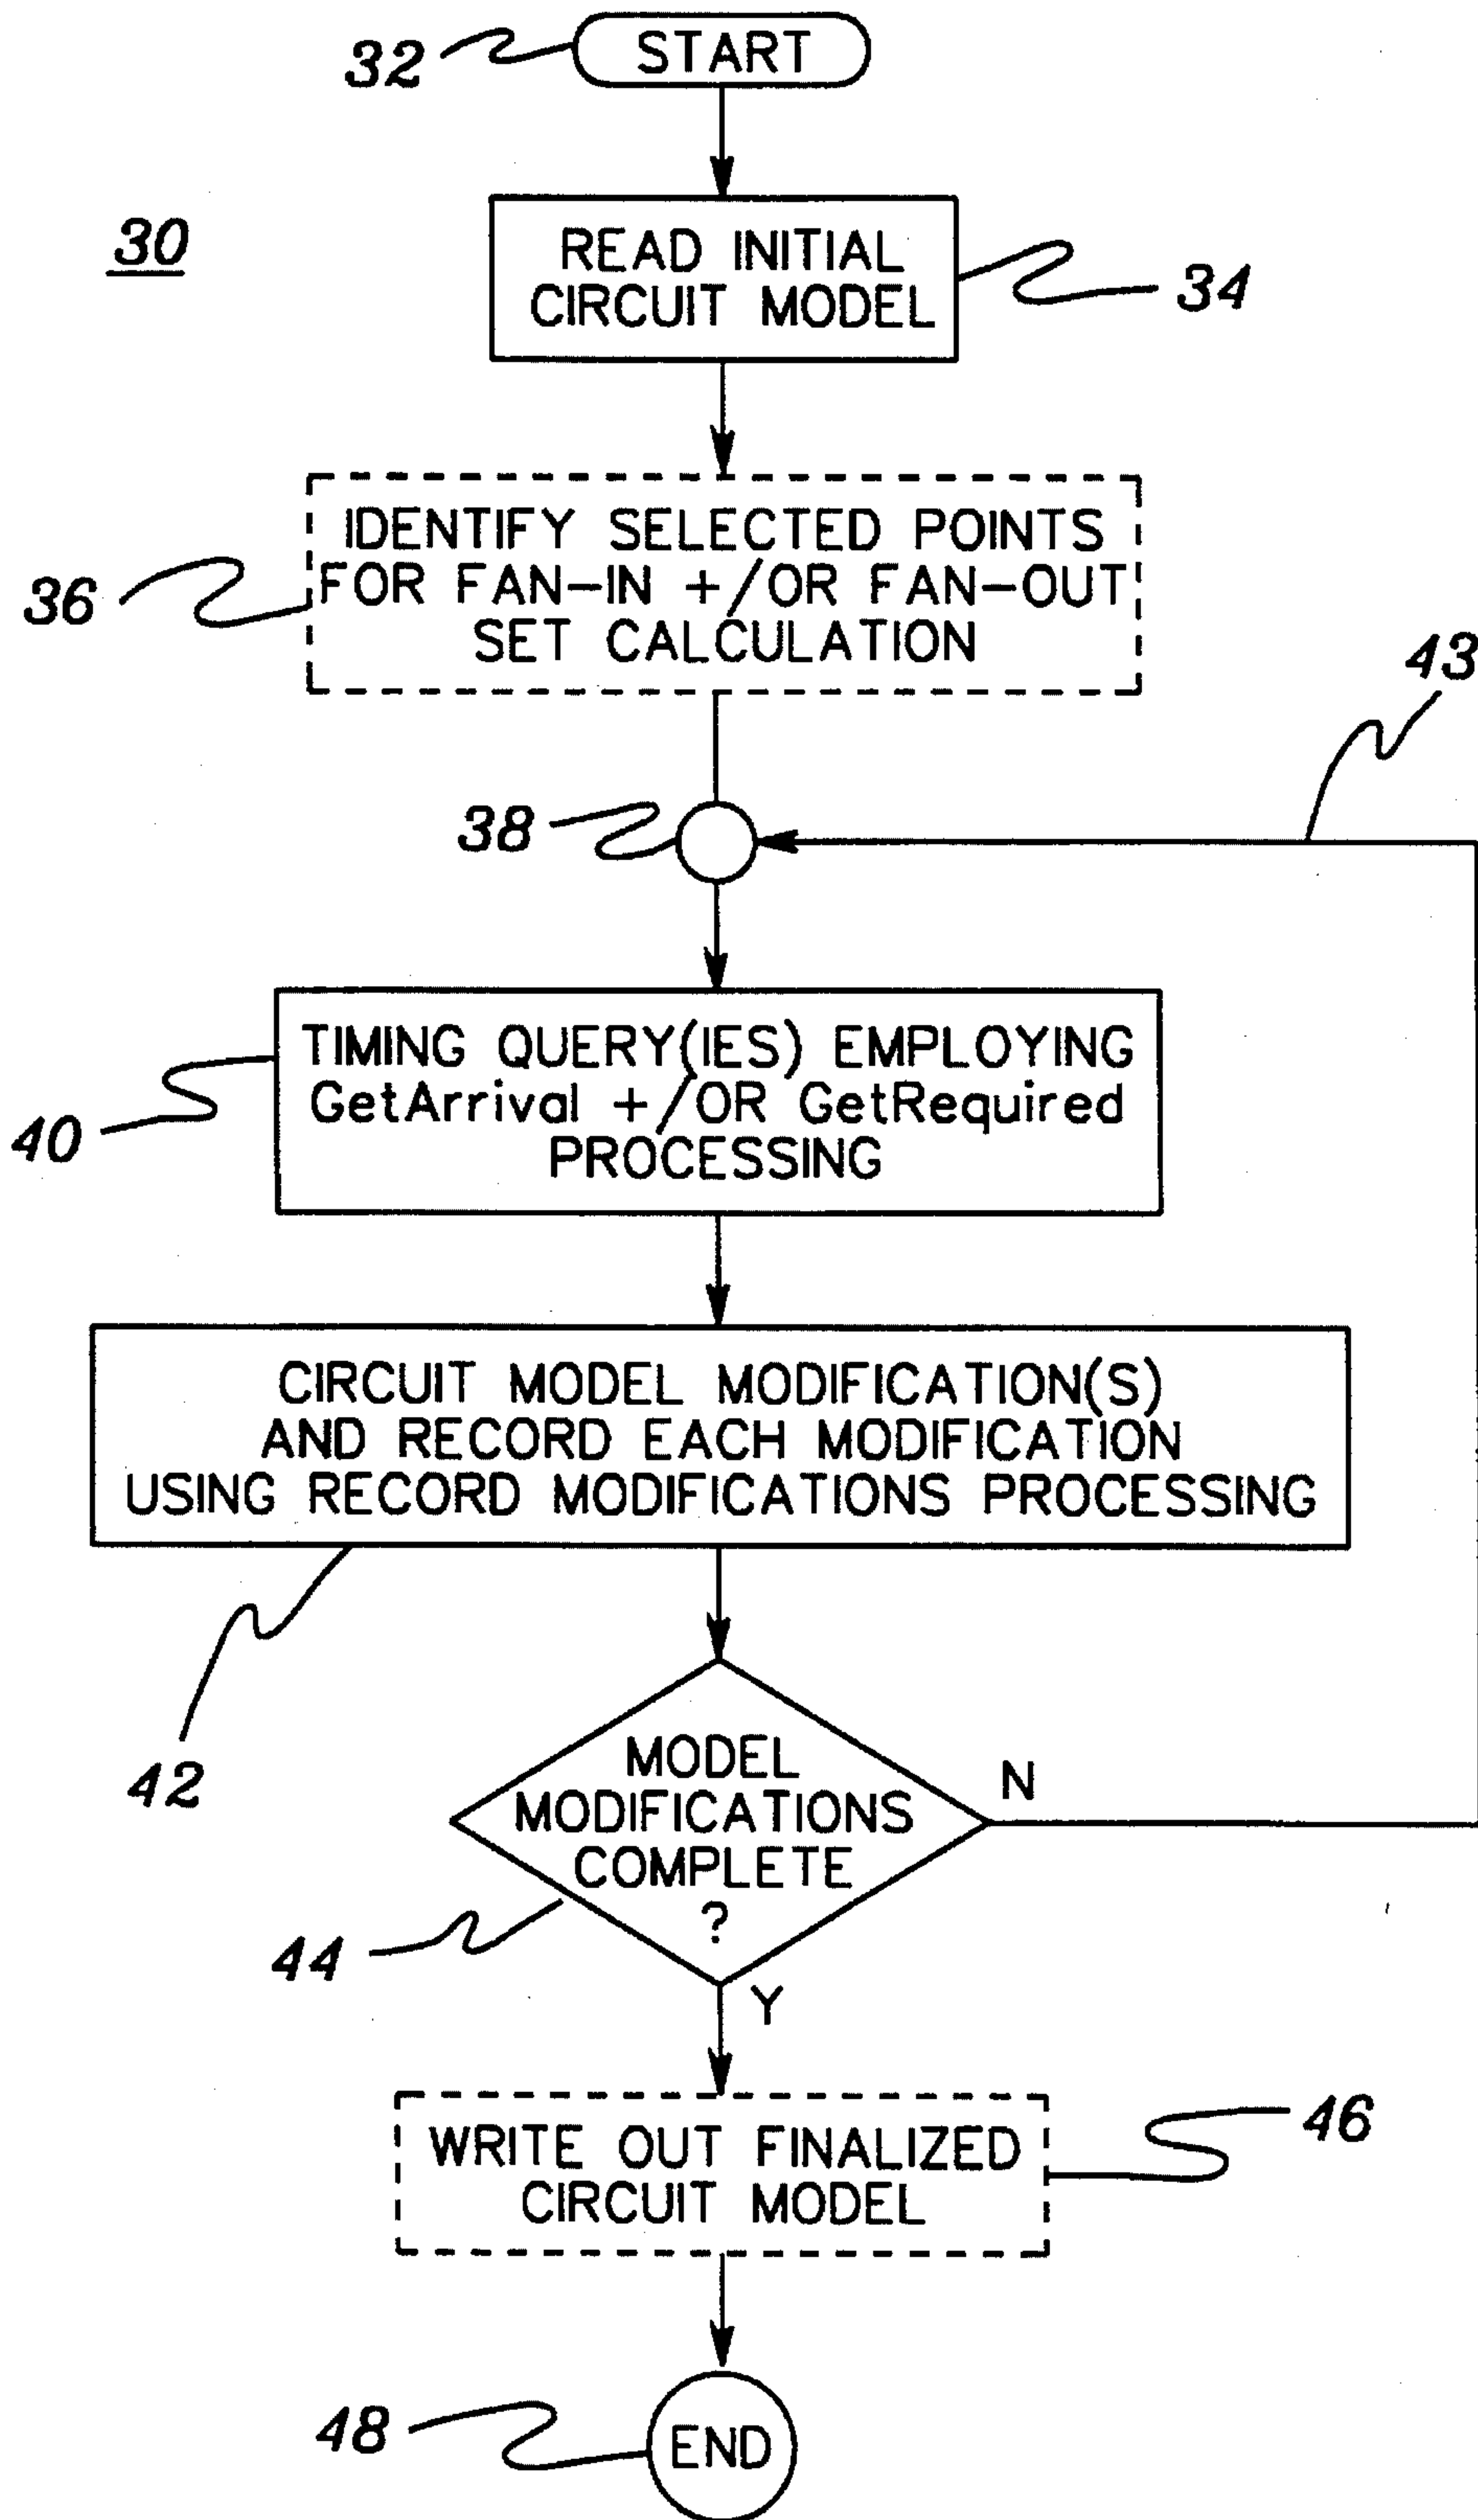 32
START
30
READ INITIAL
CIRCUIT MODEL
34
IDENTIFY SELECTED POINTS
FOR FAN-IN +/OR FAN-OUT
SET CALCULATION
36
43
38
TIMING QUERY(IES) EMPLOYING
GetArrival +/OR GetRequired
PROCESSING
40
CIRCUIT MODEL MODIFICATION(S)
AND RECORD EACH MODIFICATION
USING RECORD MODIFICATIONS PROCESSING
42
MODEL
MODIFICATIONS
COMPLETE
?
N
44
Y
WRITE OUT FINALIZED
CIRCUIT MODEL
46
48
END